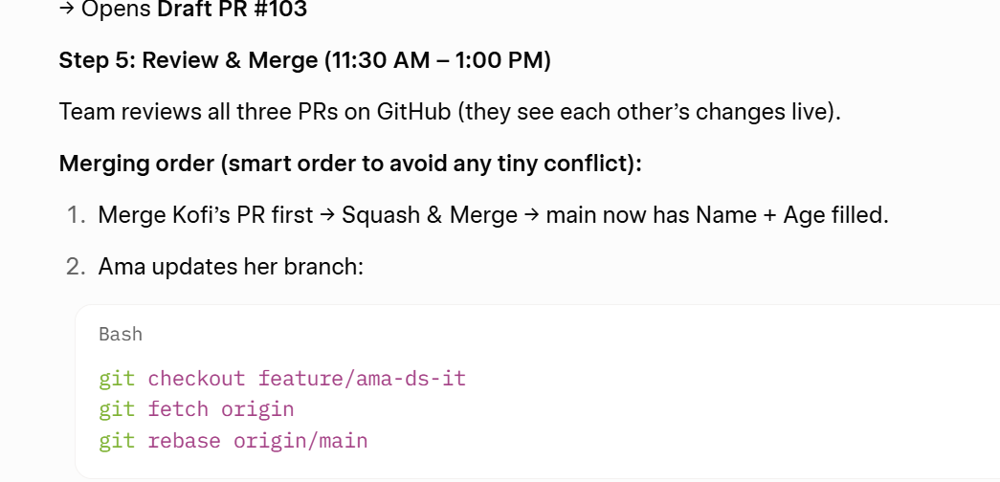 → Opens Draft PR #103
Step 5: Review & Merge (11:30 AM – 1:00 PM)
Team reviews all three PRs on GitHub (they see each other’s changes live).
Merging order (smart order to avoid any tiny conflict):
1. Merge Kofi’s PR first → Squash & Merge → main now has Name + Age filled.
2. Ama updates her branch:
Bash
git checkout feature/ama-ds-it
git fetch origin
git rebase origin/main